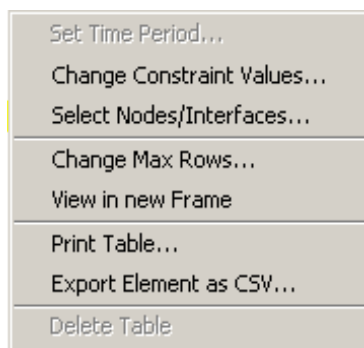 Set Time Period...
Change Constraint Values...
Select Nodes/Interfaces...
Change Max Rows...
View in new Frame
Print Table...
Export Element as CSV...
Delete Table